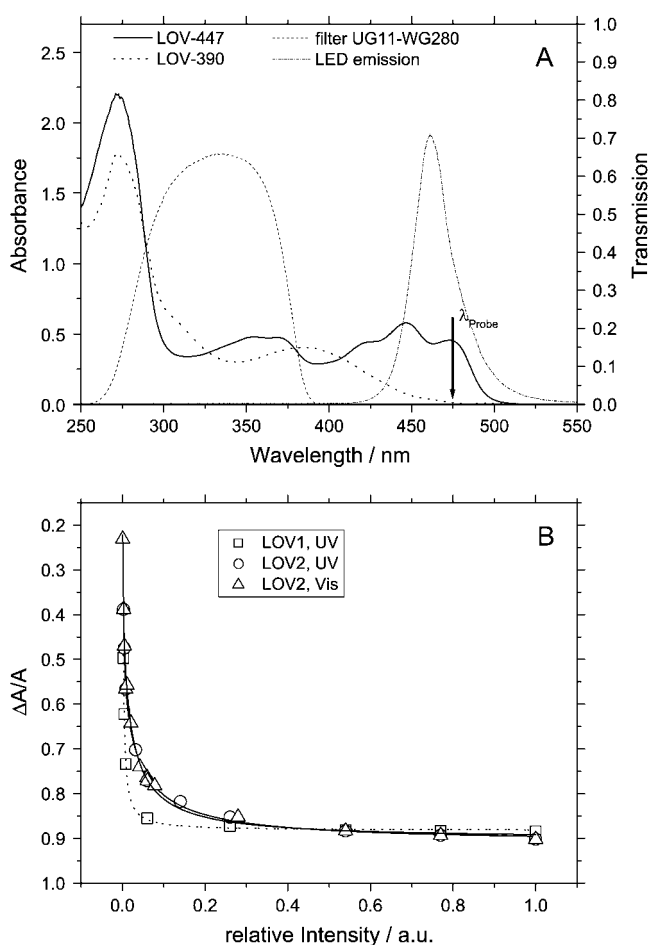 LOV-447
LOV-390
filter UG11-WG280
LED emission
A
2.5
2.0
1.5
1.0
0.5
0.0
Absorbance
1.0
0.9
0.8
0.7
0.6
0.5
0.4
0.3
0.2
0.1
0.0
Transmission
λProbe
250 300 350 400 450 500 550
Wavelength / nm
B
LOV1, UV
LOV2, UV
LOV2, Vis
0.2
0.3
0.4
0.5
0.6
0.7
0.8
0.9
1.0
ΔA/A
0.0 0.2 0.4 0.6 0.8 1.0
relative Intensity / a.u.